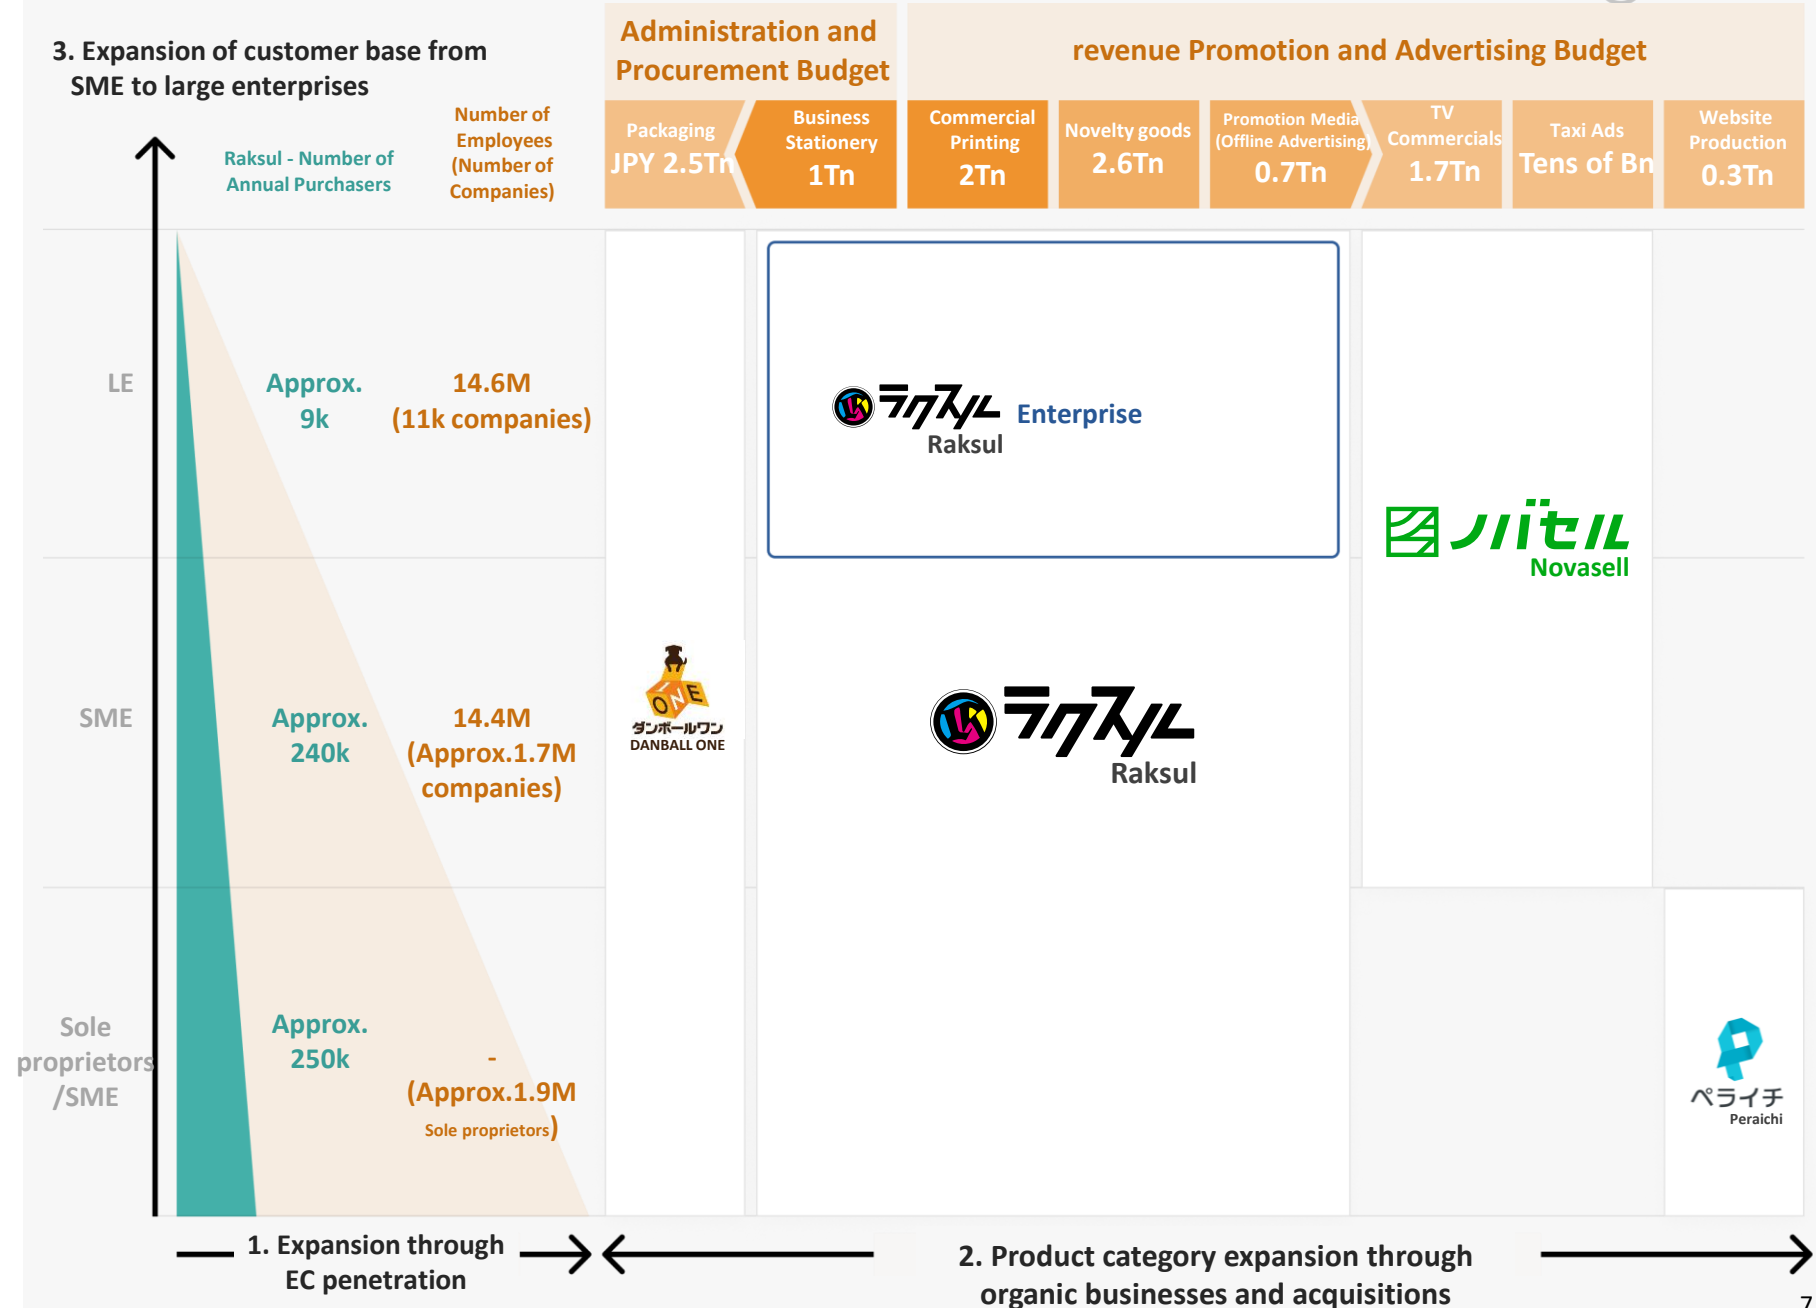 3. Expansion of customer base from
SME to large enterprises
Administration and
Procurement Budget
revenue Promotion and Advertising Budget
Raksul - Number of
Annual Purchasers
Number of
Employees
(Number of
Companies)
Packaging
JPY 2.5Tn
Business
Stationery
1Tn
Commercial
Printing
2Tn
Novelty goods
2.6Tn
Promotion Media
(Offline Advertising)
0.7Tn
TV
Commercials
1.7Tn
Taxi Ads
Tens of Bn
Website
Production
0.3Tn
LE
Approx.
9k
14.6M
(11k companies)
ラクスル Enterprise
Raksul
ノバセル
Novasell
SME
Approx.
240k
14.4M
(Approx.1.7M
companies)
ONE
ダンボールワン
DANBALL ONE
ラクスル
Raksul
Sole
proprietors
/SME
Approx.
250k
-
(Approx.1.9M
Sole proprietors)
ペライチ
Peraichi
1. Expansion through
EC penetration
2. Product category expansion through
organic businesses and acquisitions
7